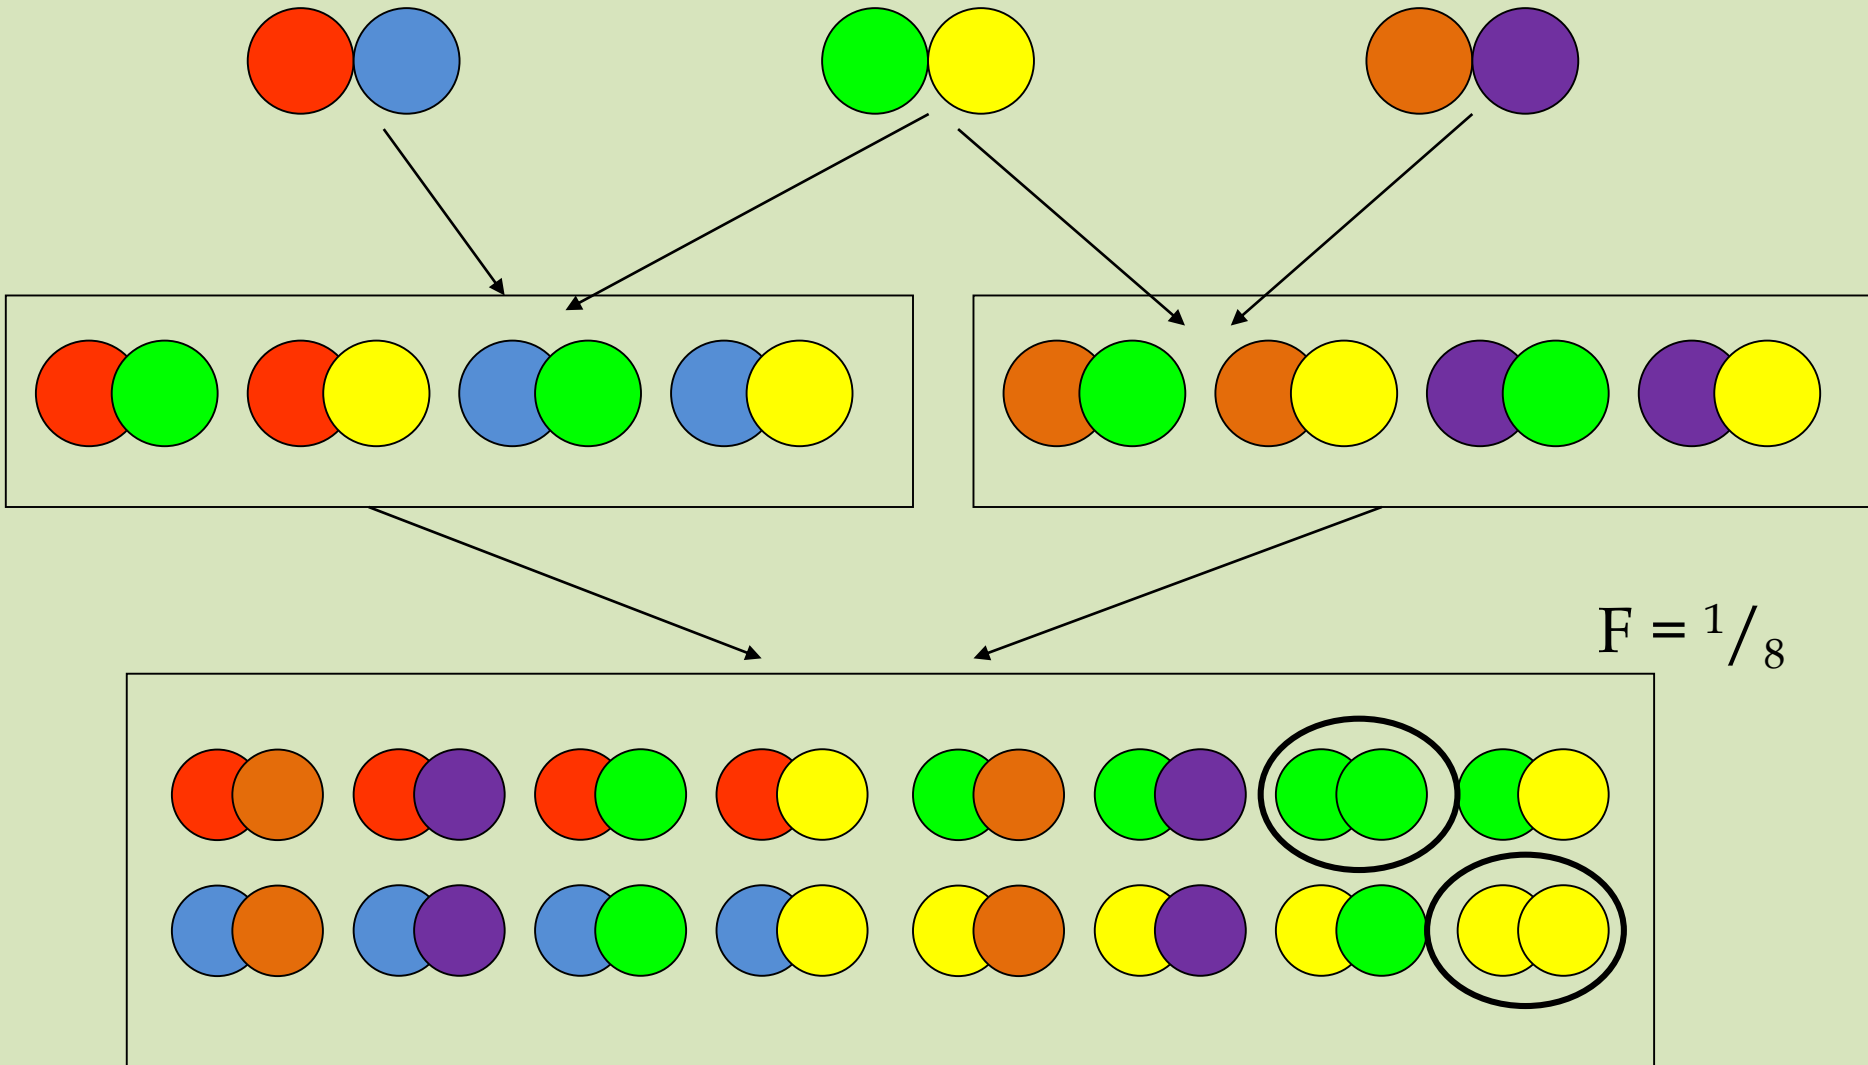 F = ¹/₈